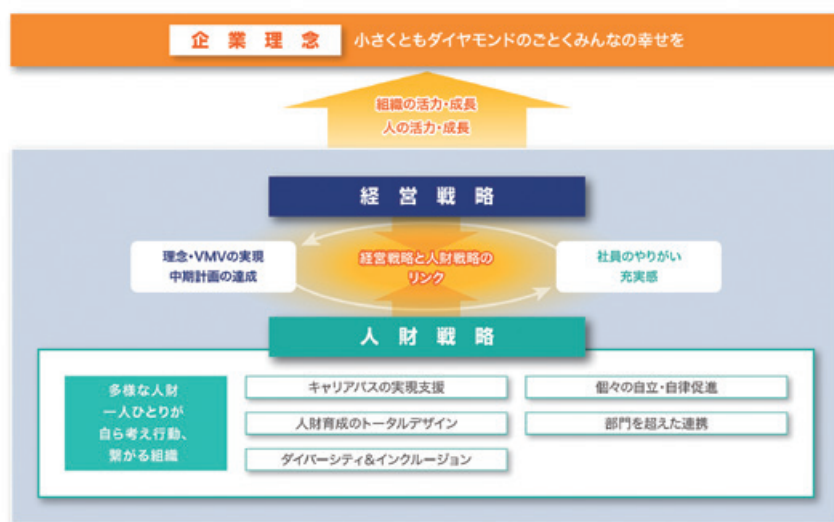 企業理念 小さくともダイヤモンドのごとくみんなの幸せを
組織の活力・成長
人の活力・成長
経営戦略
理念・VMVの実現
中期計画の達成
経営戦略と人財戦略の
リンク
社員のやりがい
充実感
人財戦略
多様な人財
一人ひとりが
自ら考え行動、
繋がる組織
キャリアパスの実現支援
個々の自立・自律促進
人財育成のトータルデザイン
部門を超えた連携
ダイバーシティ&インクルージョン